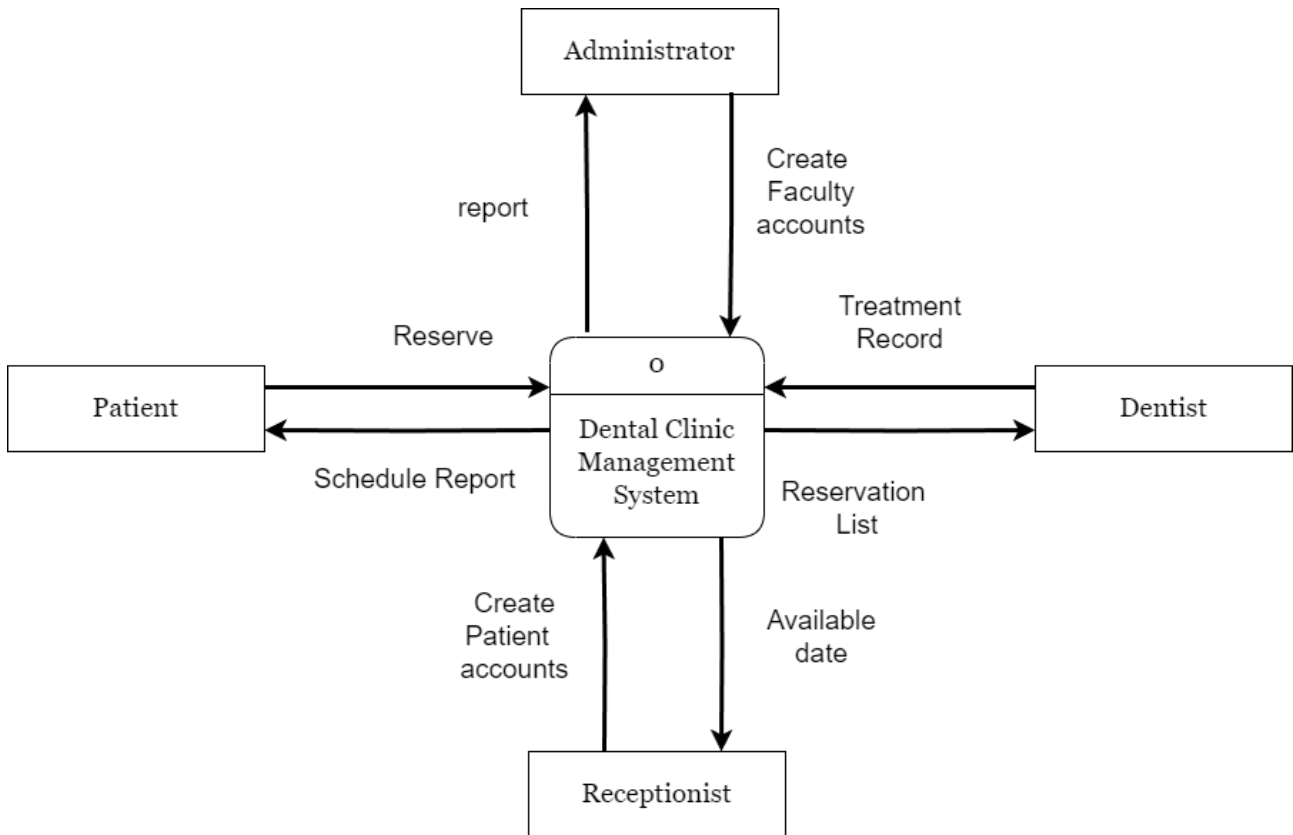 Administrator
report
Create
Faculty
accounts
Reserve
Treatment
Record
Patient
o
Dental Clinic
Management
System
Dentist
Schedule Report
Reservation
List
Create
Patient
accounts
Available
date
Receptionist